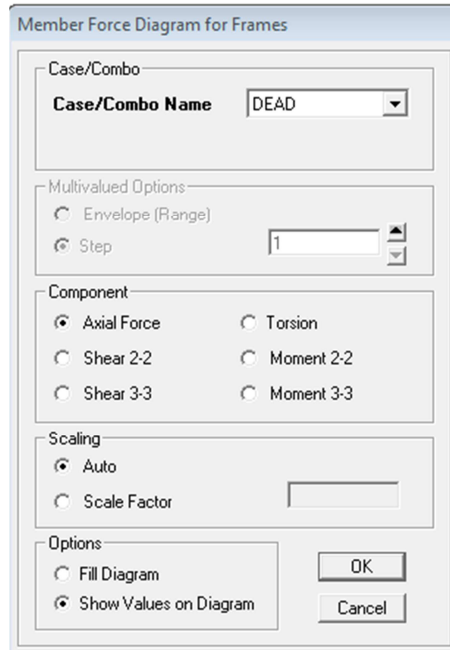 Member Force Diagram for Frames
Case/Combo
Case/Combo Name DEAD
Multivalued Options
Envelope (Range)
Step 1
Component
Axial Force Torsion
Shear 2-2 Moment 2-2
Shear 3-3 Moment 3-3
Scaling
Auto
Scale Factor
Options
Fill Diagram OK
Show Values on Diagram Cancel